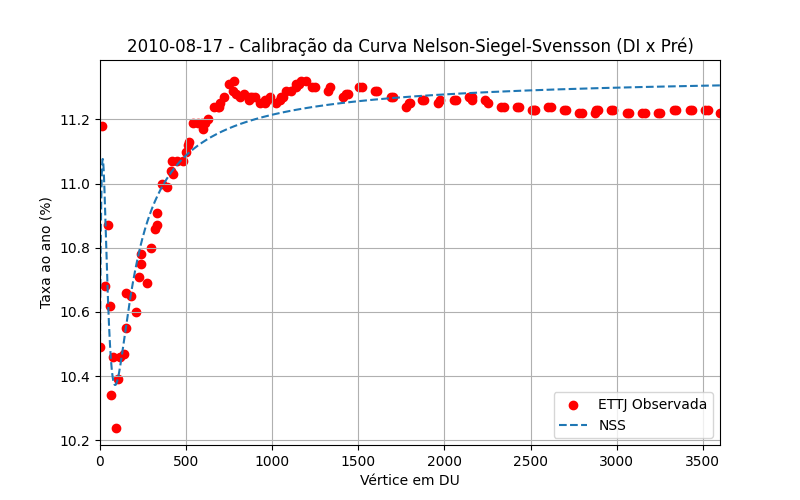 2010-08-17 - Calibração da Curva Nelson-Siegel-Svensson (DI x Pré)
Taxa ao ano (%)
11.2
11.0
10.8
10.6
10.4
10.2
0 500 1000 1500 2000 2500 3000 3500
Vértice em DU
ETTJ Observada
NSS